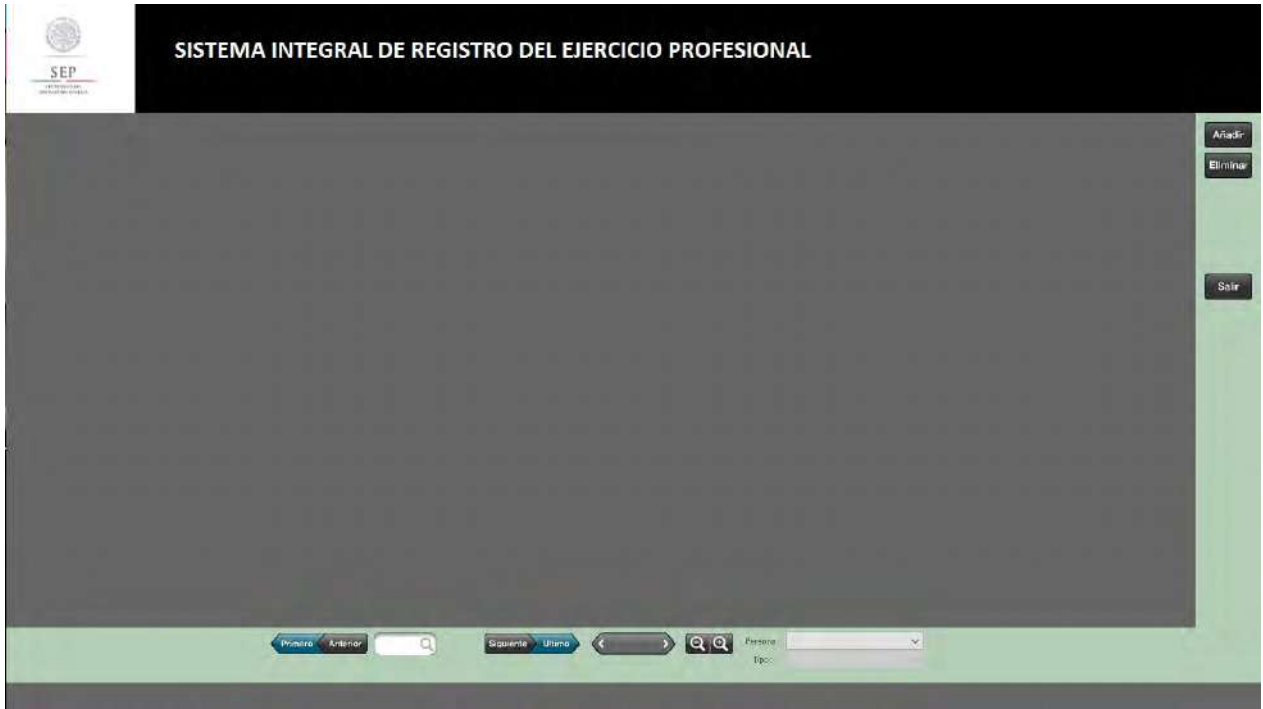 SISTEMA INTEGRAL DE REGISTRO DEL EJERCICIO PROFESIONAL
SEP
Añadir
Eliminar
Salir
Primero Anterior Siguiente Ultimo Persona:
Tipo: